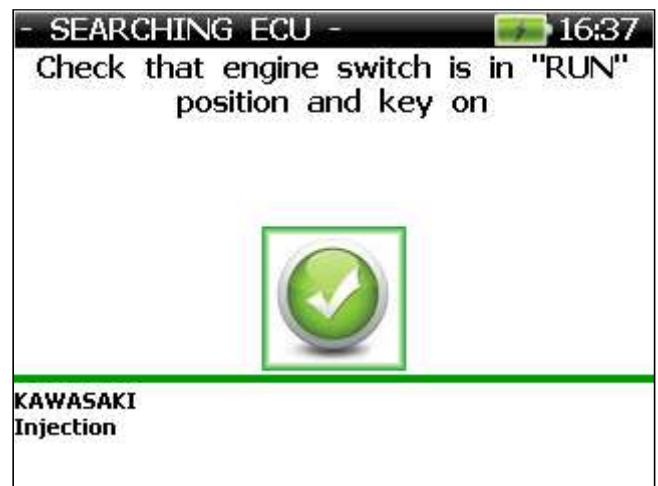 - SEARCHING ECU - 16:37
Check that engine switch is in "RUN"
position and key on
KAWASAKI
Injection